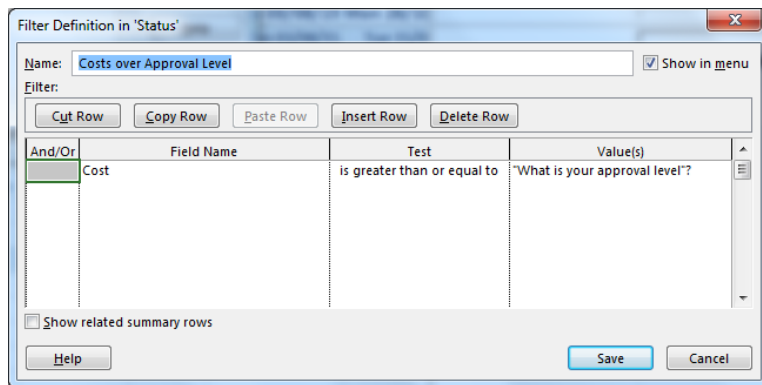 Filter Definition in 'Status'
Name: Costs over Approval Level Show in menu
Filter:
Cut Row Copy Row Paste Row Insert Row Delete Row
And/Or Field Name Test Value(s)
Cost is greater than or equal to "What is your approval level"?
Show related summary rows
Help Save Cancel